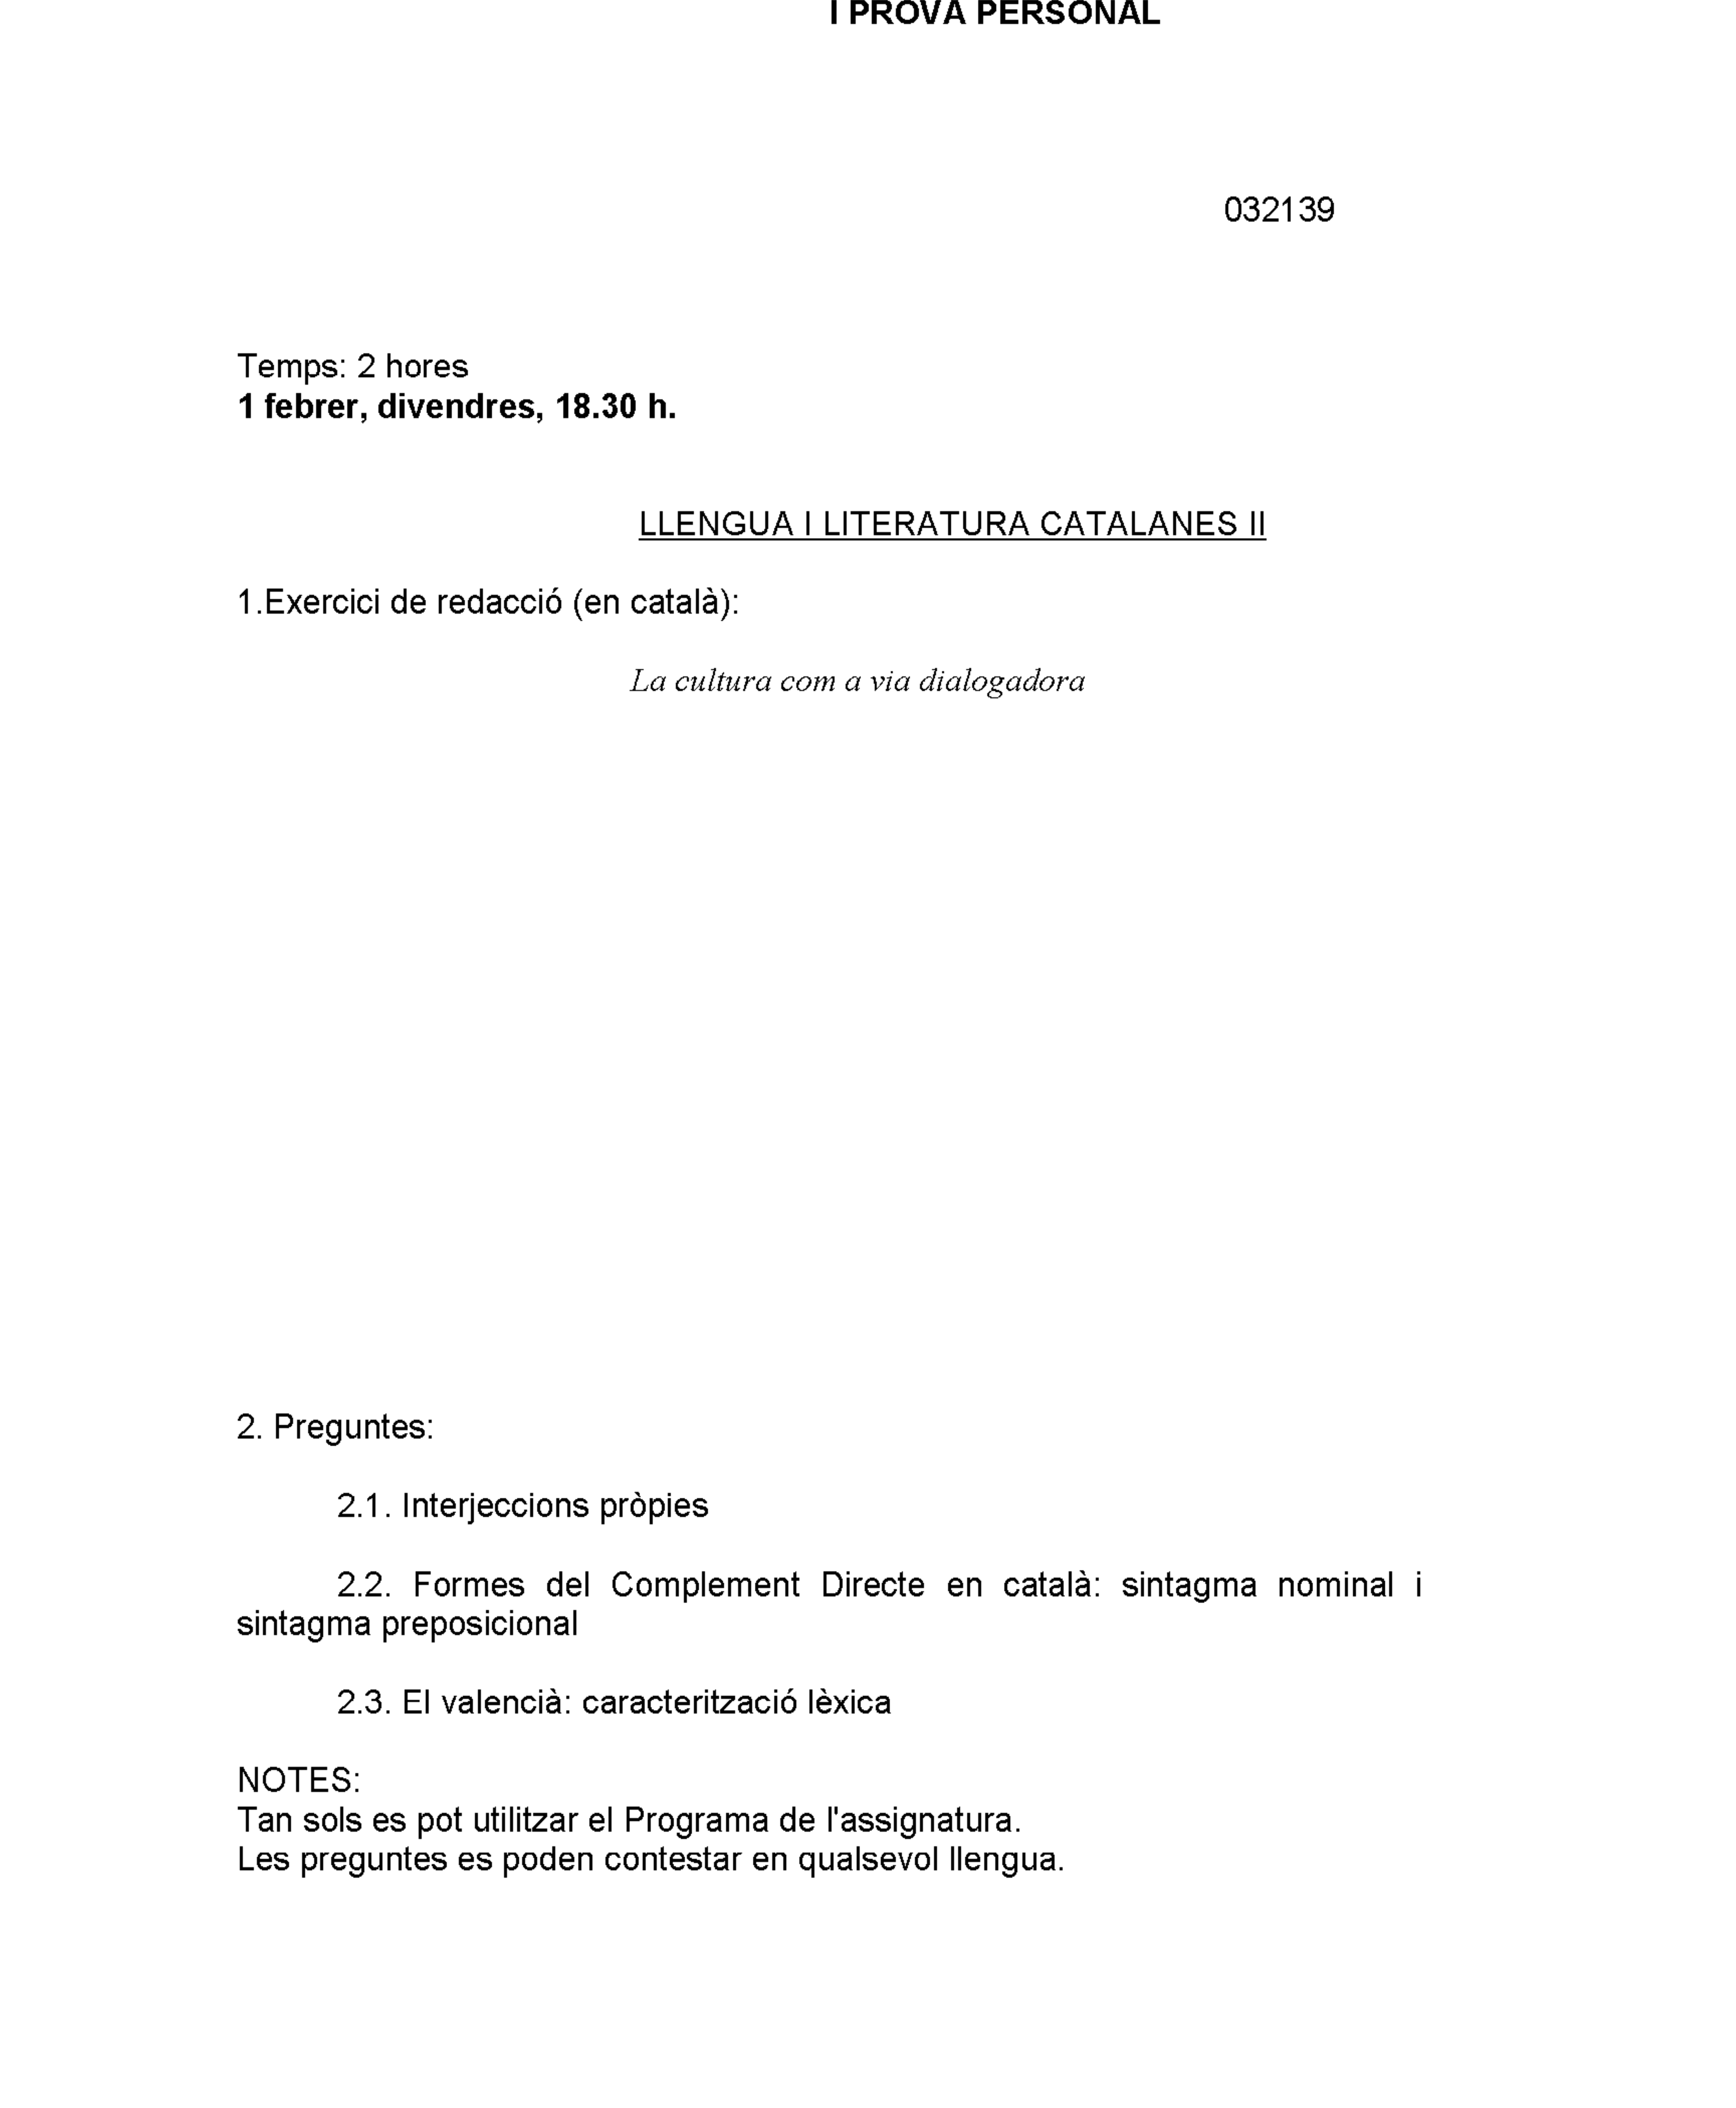 I PROVA PERSONAL
032139
Temps: 2 hores
1 febrer, divendres, 18.30 h.
LLENGUA I LITERATURA CATALANES II
1.Exercici de redacció (en català):
La cultura com a via dialogadora
2. Preguntes:
2.1. Interjeccions pròpies
2.2. Formes del Complement Directe en català: sintagma nominal i
sintagma preposicional
2.3. El valencià: caracterització lèxica
NOTES:
Tan sols es pot utilitzar el Programa de l'assignatura.
Les preguntes es poden contestar en qualsevol llengua.